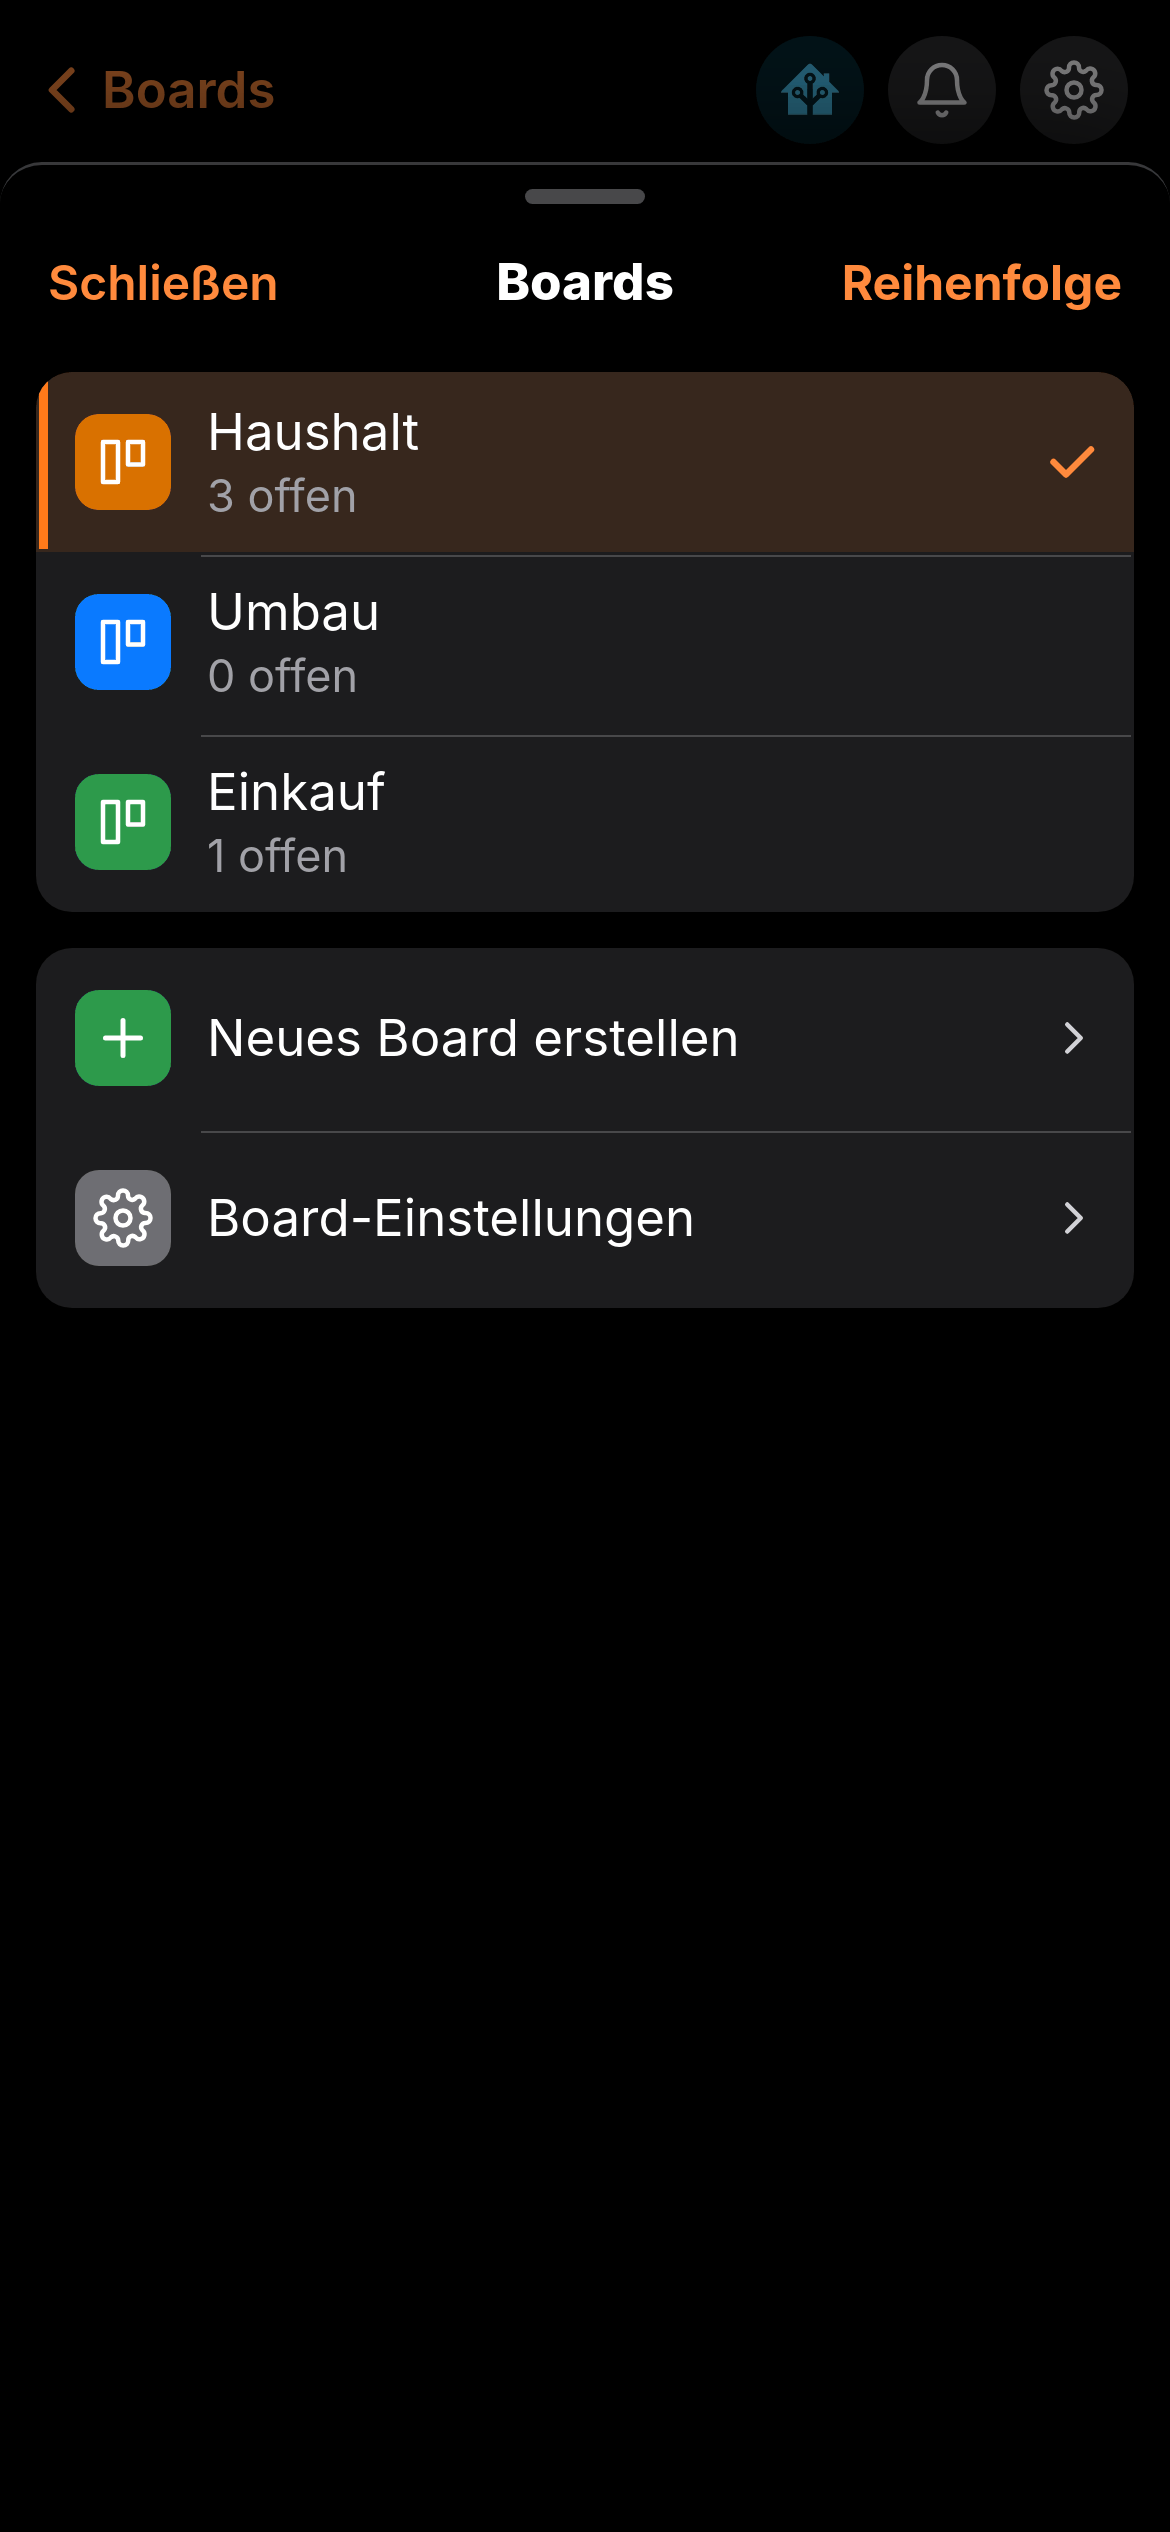 Boards
Schließen
Boards
Reihenfolge
Haushalt
3 offen
Umbau
0 offen
Einkauf
1 offen
Neues Board erstellen
Board-Einstellungen